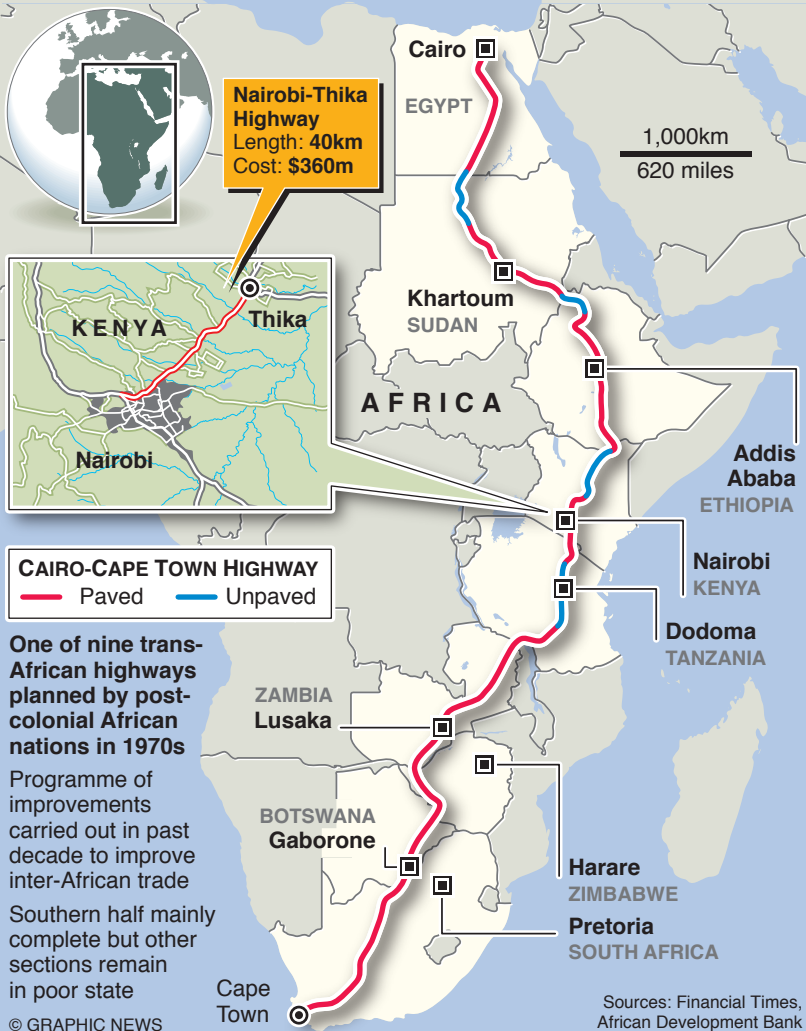 Cairo
EGYPT
Nairobi-Thika
Highway
Length: 40km
Cost: $360m
1,000km
620 miles
KENYA
Thika
Nairobi
Khartoum
SUDAN
AFRICA
Addis
Ababa
ETHIOPIA
Nairobi
KENYA
Dodoma
TANZANIA
CAIRO-CAPE TOWN HIGHWAY
Paved
Unpaved
One of nine trans-
African highways
planned by post-
colonial African
nations in 1970s
Programme of
improvements
carried out in past
decade to improve
inter-African trade
Southern half mainly
complete but other
sections remain
in poor state
ZAMBIA
Lusaka
BOTSWANA
Gaborone
Harare
ZIMBABWE
Pretoria
SOUTH AFRICA
Cape
Town
© GRAPHIC NEWS
Sources: Financial Times,
African Development Bank